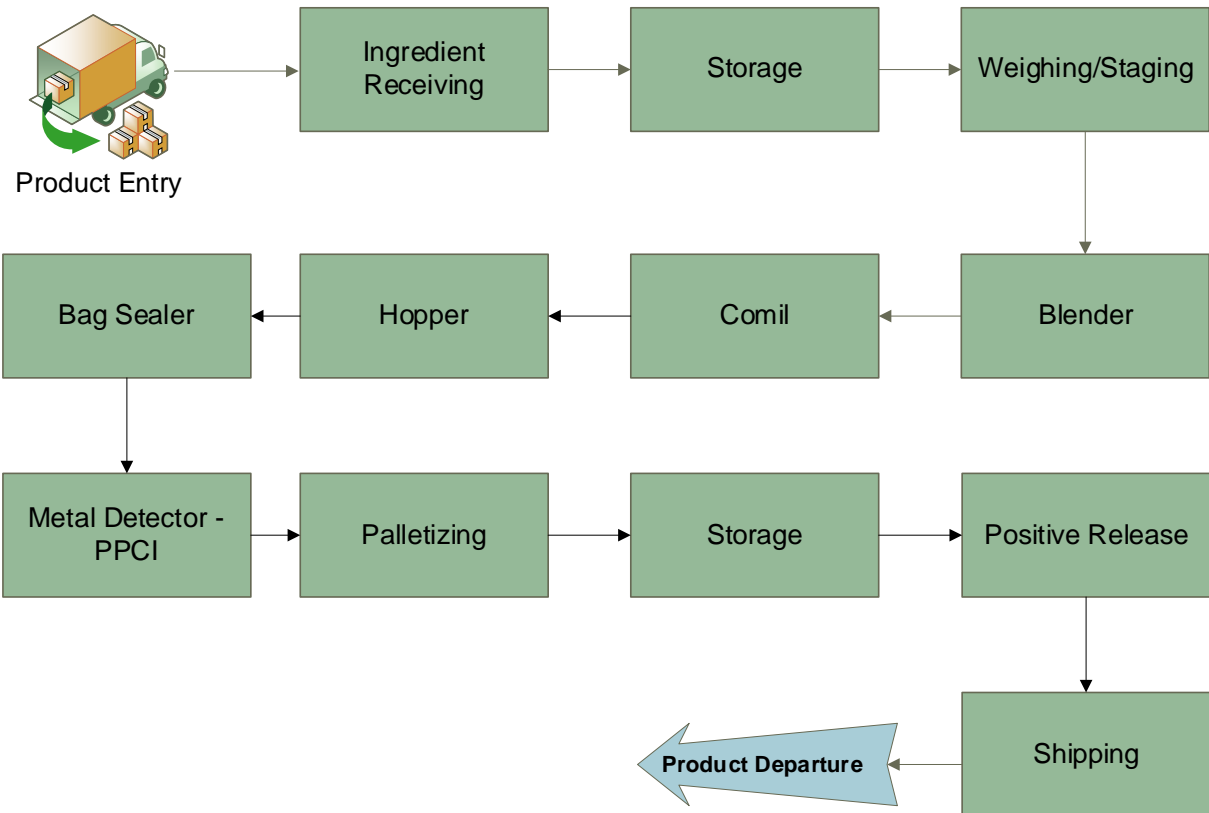 Product Entry
Ingredient
Receiving
Storage
Weighing/Staging
Blender
Comil
Hopper
Bag Sealer
Metal Detector -
PPCI
Palletizing
Storage
Positive Release
Shipping
Product Departure